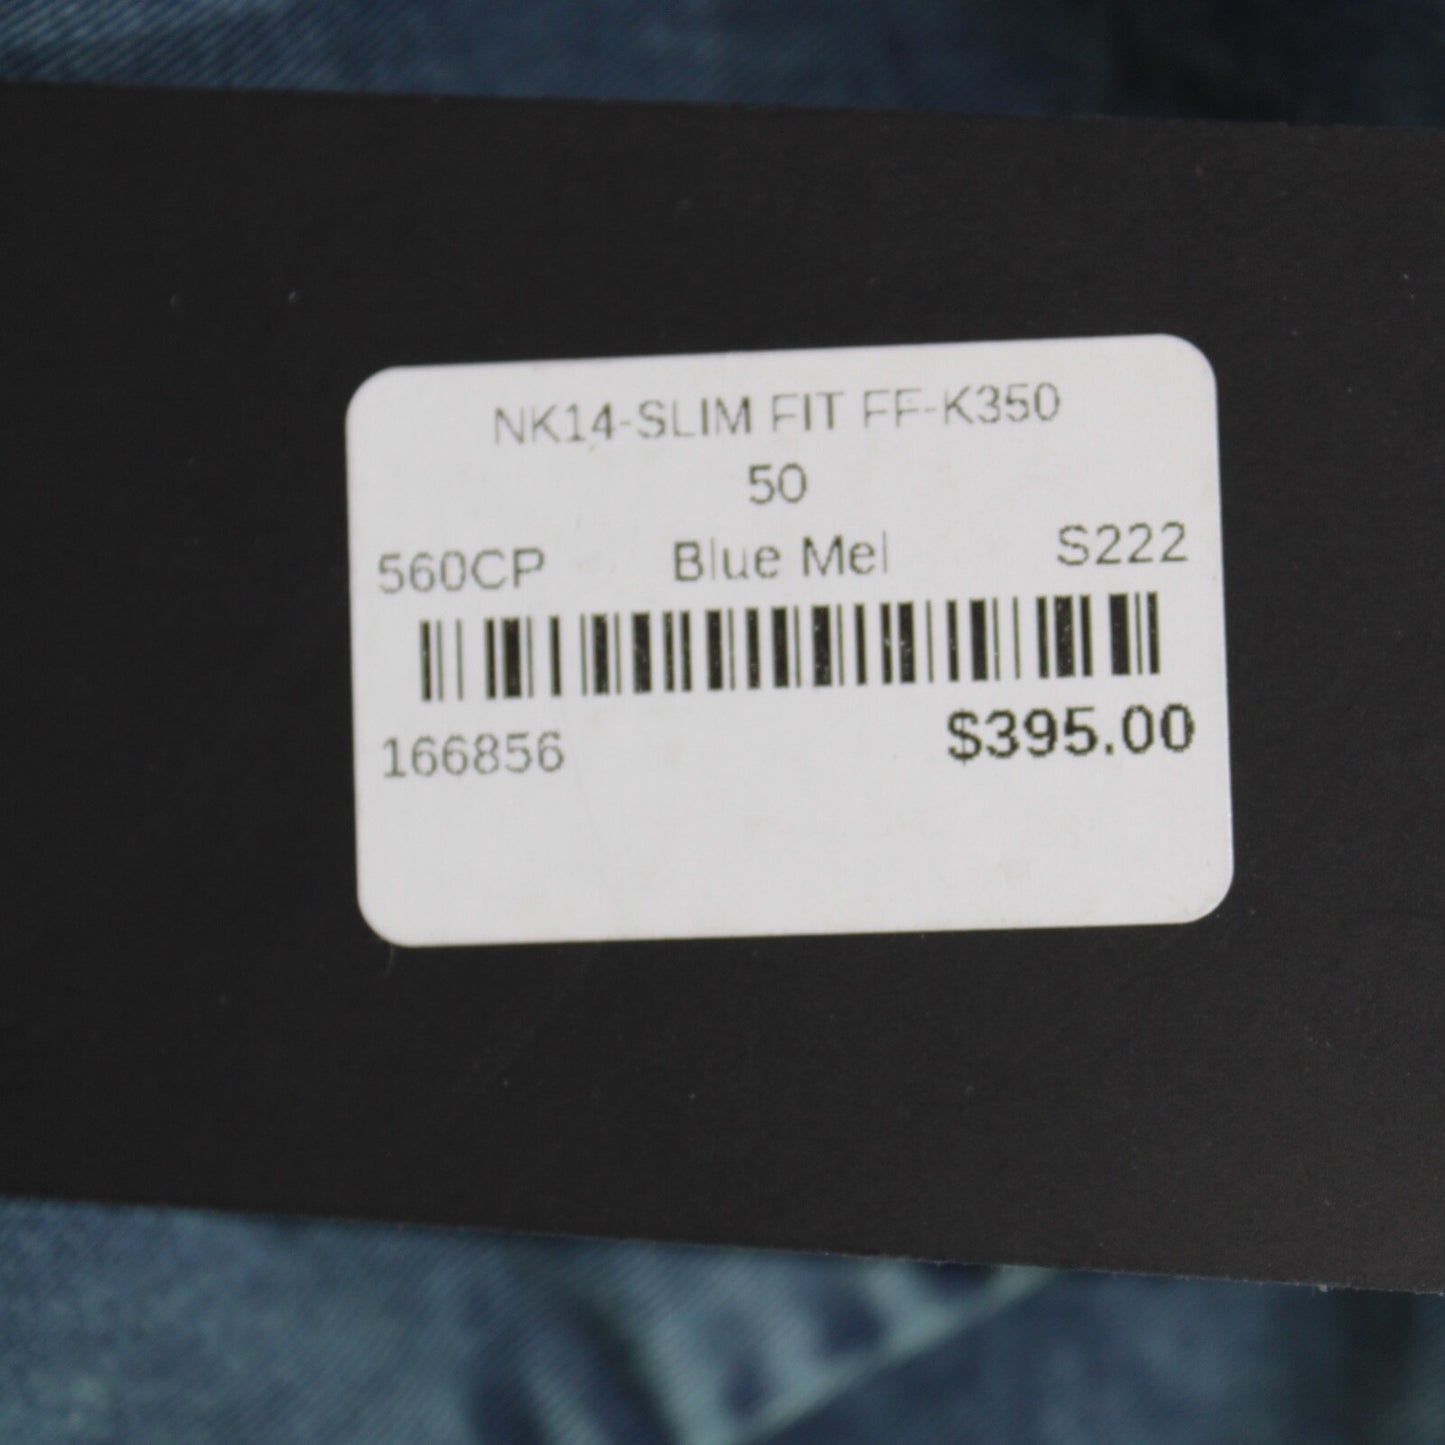 NK14-SLIM FIT FF-K350
50
560CP Blue Mel S222
166856 $395.00